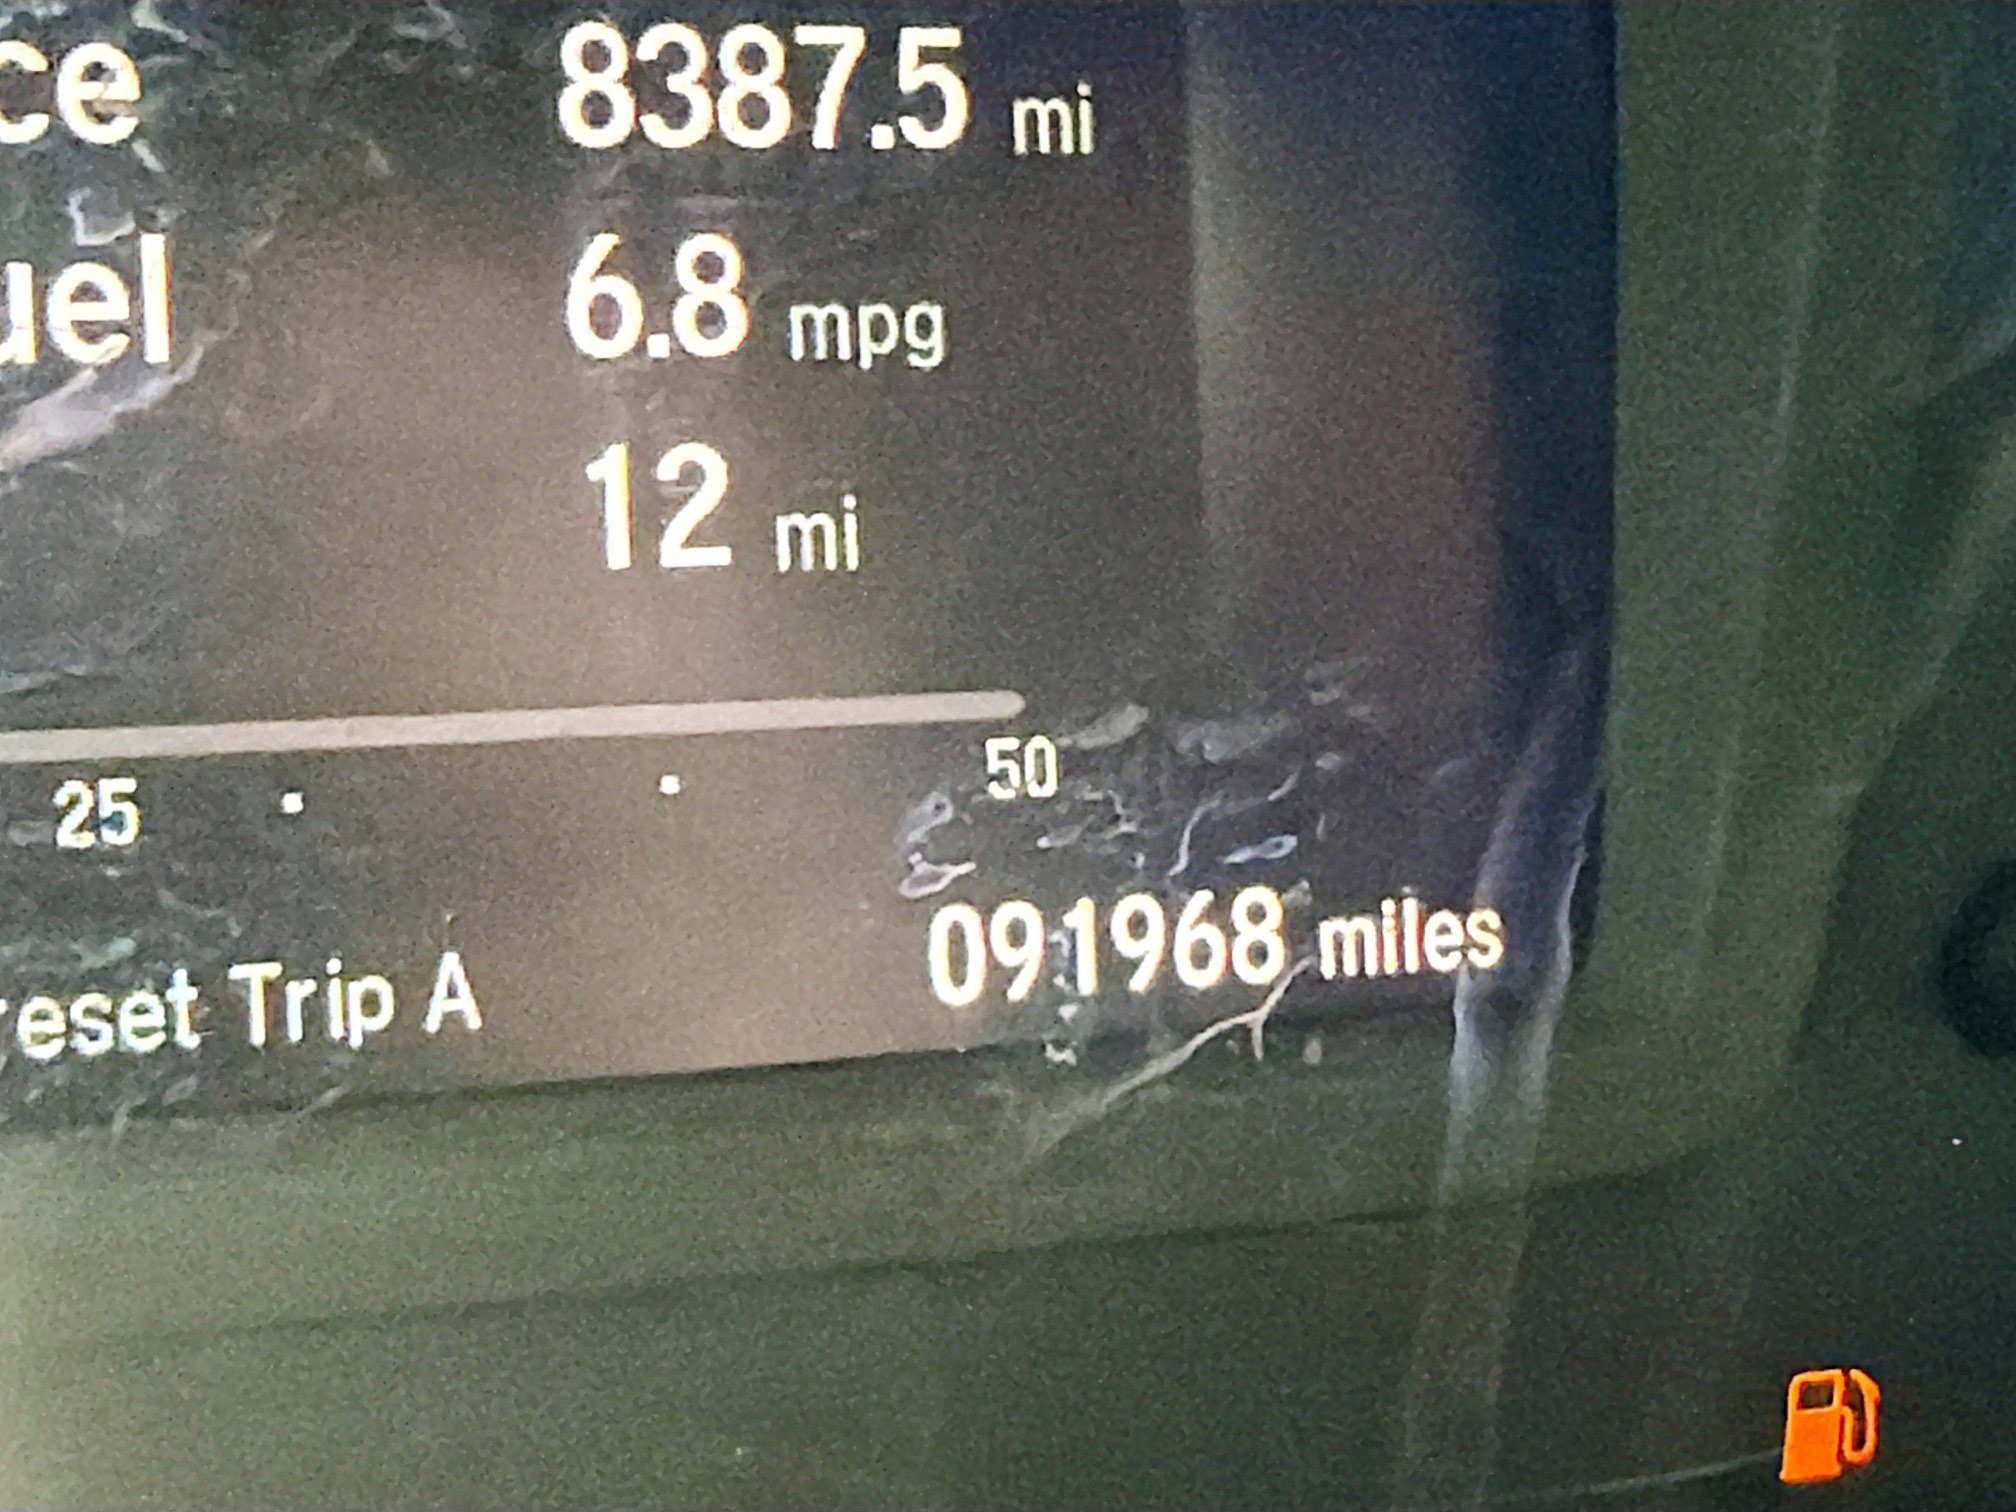 ce 8387.5 mi
uel 6.8 mpg
12 mi
25 50
reset Trip A 091968 miles